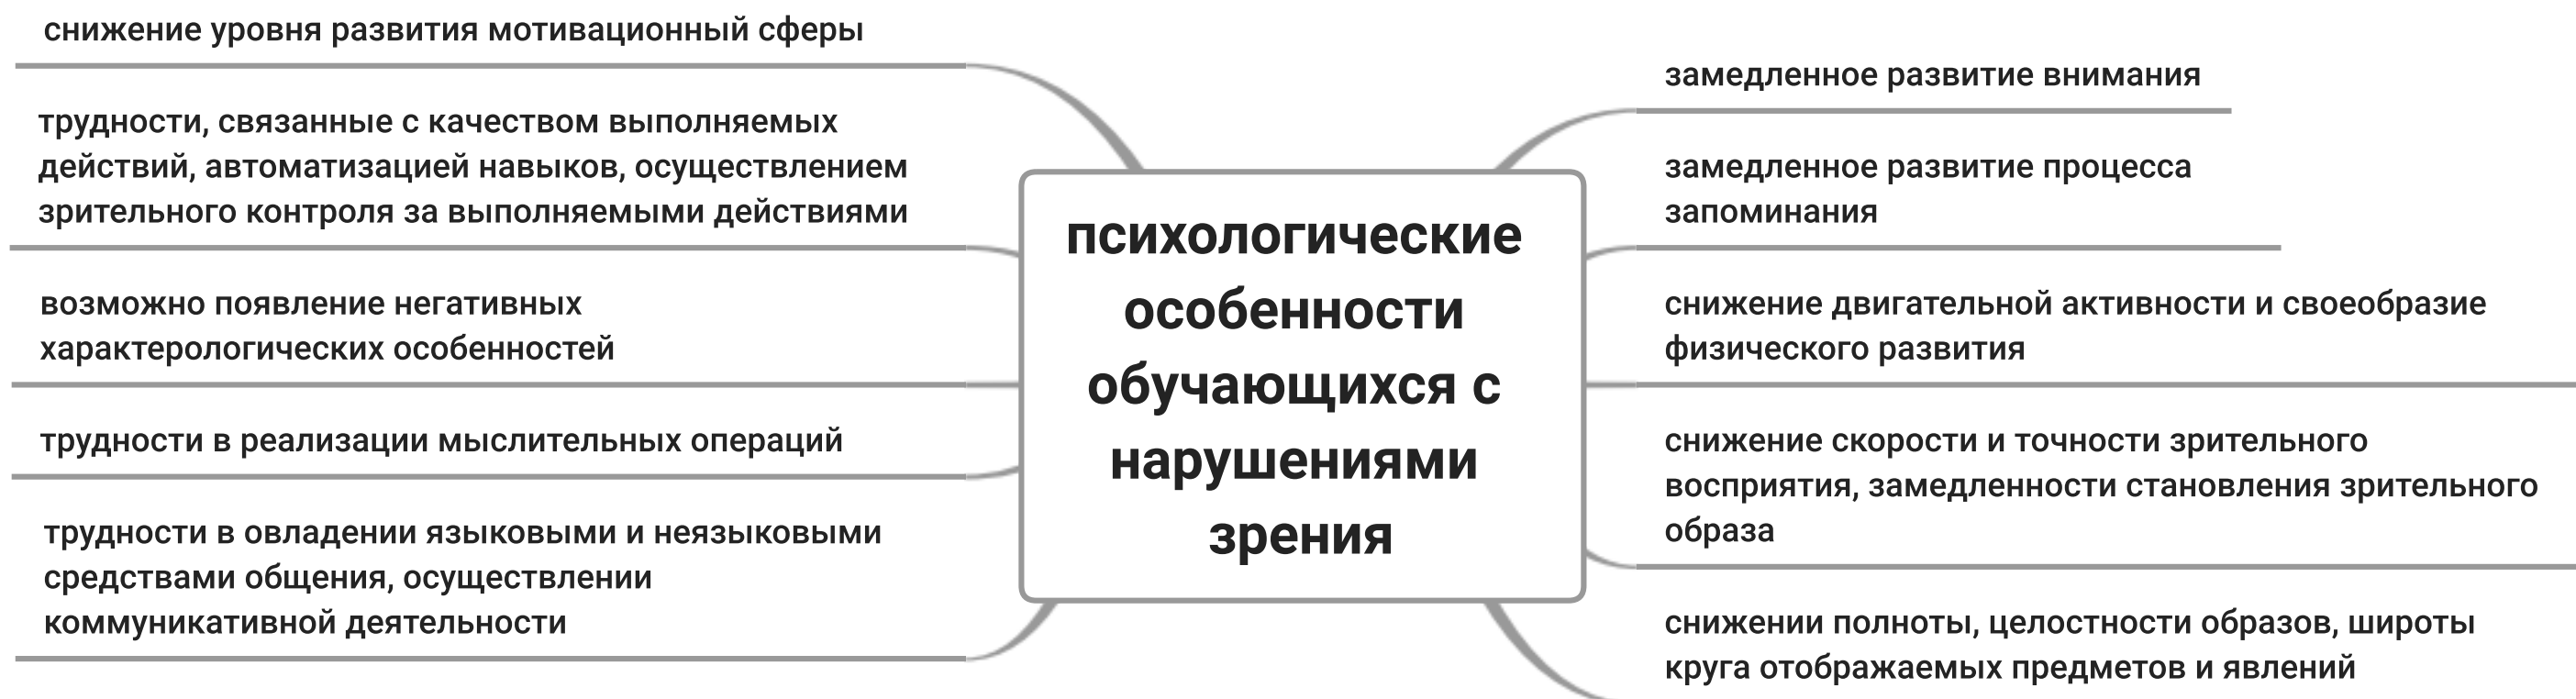 снижение уровня развития мотивационный сферы
трудности, связанные с качеством выполняемых
действий, автоматизацией навыков, осуществлением
зрительного контроля за выполняемыми действиями
возможно появление негативных
характерологических особенностей
трудности в реализации мыслительных операций
трудности в овладении языковыми и неязыковыми
средствами общения, осуществлении
коммуникативной деятельности
психологические
особенности
обучающихся с
нарушениями
зрения
замедленное развитие внимания
замедленное развитие процесса
запоминания
снижение двигательной активности и своеобразие
физического развития
снижение скорости и точности зрительного
восприятия, замедленности становления зрительного
образа
снижении полноты, целостности образов, широты
круга отображаемых предметов и явлений